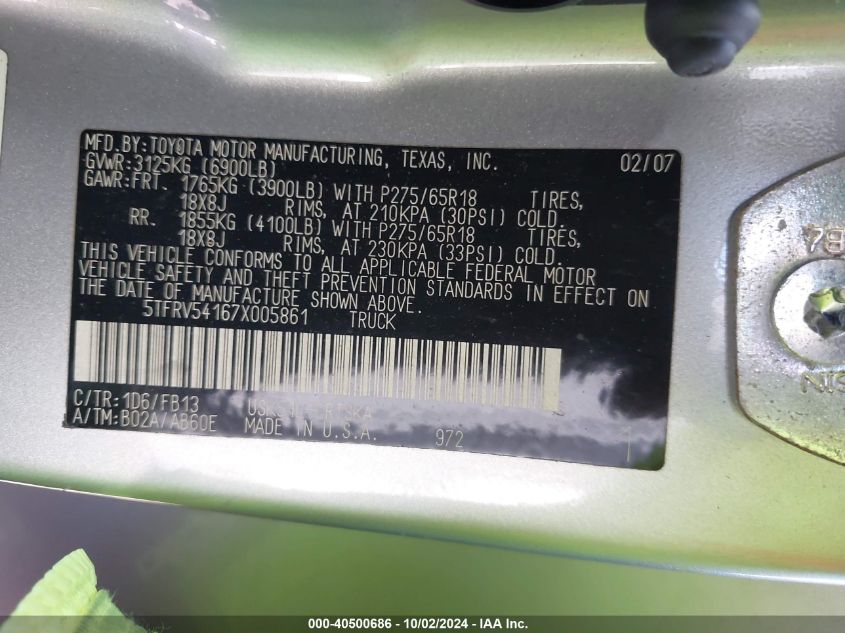 MFD.BY:TOYOTA MOTOR MANUFACTURING, TEXAS, INC. 02/07
GVWR:3125KG (6900LB)
GAWR:FRT. 1765KG (3900LB) WITH P275/65R18 TIRES,
18X8J RIMS, AT 210KPA (30PSI) COLD.
RR. 1855KG (4100LB) WITH P275/65R18 TIRES,
18X8J RIMS, AT 230KPA (33PSI) COLD.
THIS VEHICLE CONFORMS TO ALL APPLICABLE FEDERAL MOTOR
VEHICLE SAFETY AND THEFT PREVENTION STANDARDS IN EFFECT ON
THE DATE OF MANUFACTURE SHOWN ABOVE.
5TFRV54167X005861 TRUCK
C/TR:1D6/FB13
A/TM:B02A/AB60E MADE IN U.S.A. 972
000-40500686 - 10/02/2024 - IAA Inc.